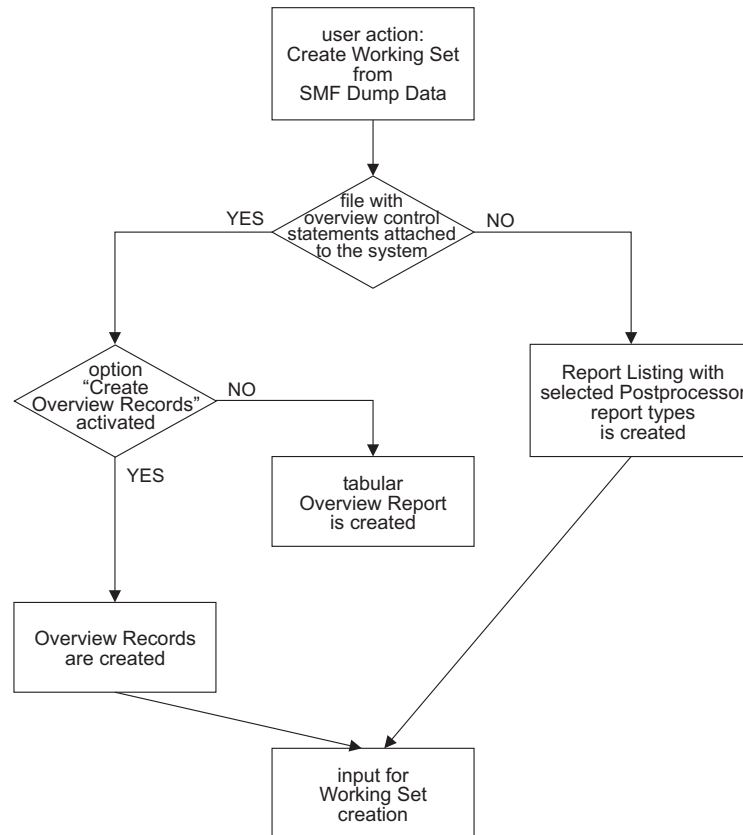 user action:
Create Working Set
from
SMF Dump Data
file with
overview control
statements attached
to the system
YES
NO
option
“Create
Overview Records”
activated
NO
YES
Report Listing with
selected Postprocessor
report types
is created
tabular
Overview Report
is created
Overview Records
are created
input for
Working Set
creation